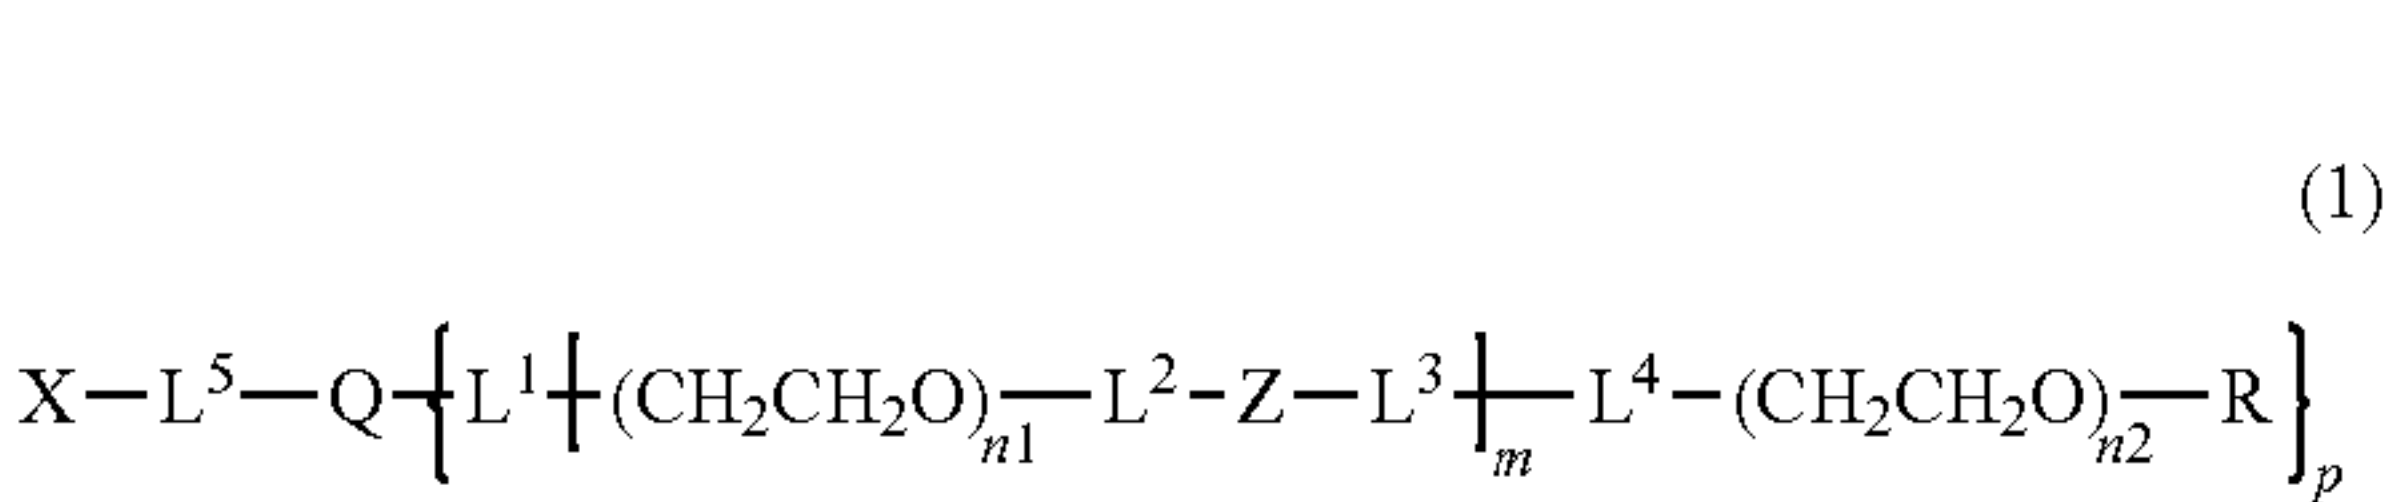 (1)
X—L⁵—Q—{L¹—[(CH₂CH₂O)ₙ₁—L²—Z—L³]ₘ—L⁴—(CH₂CH₂O)ₙ₂—R}ₚ